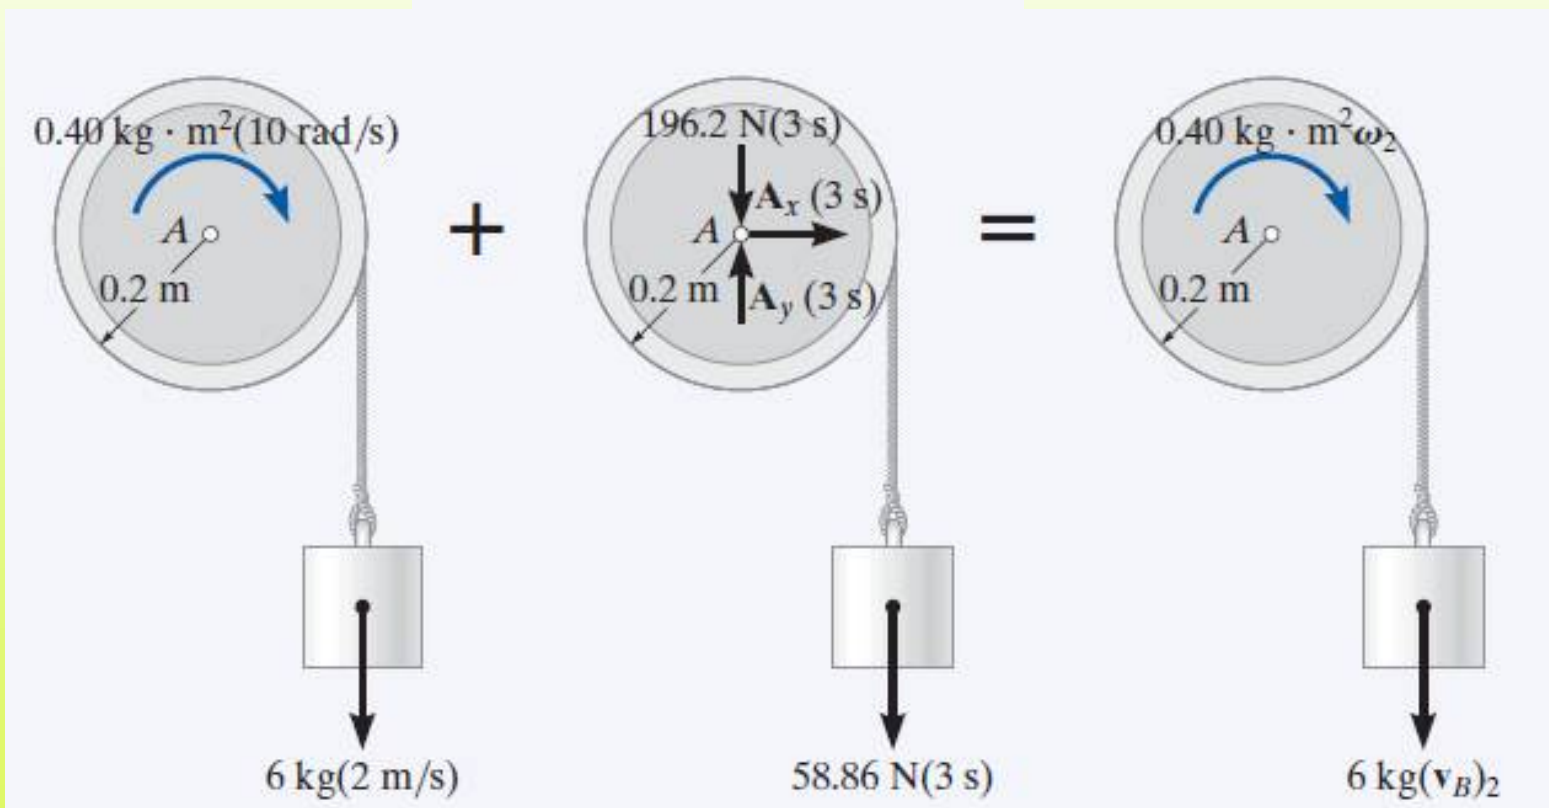 0.40 kg · m²(10 rad/s)
A
0.2 m
6 kg(2 m/s)
+
196.2 N(3 s)
Aₓ (3 s)
A
0.2 m
Aᵧ (3 s)
58.86 N(3 s)
=
0.40 kg · m²ω₂
A
0.2 m
6 kg(v_B)₂